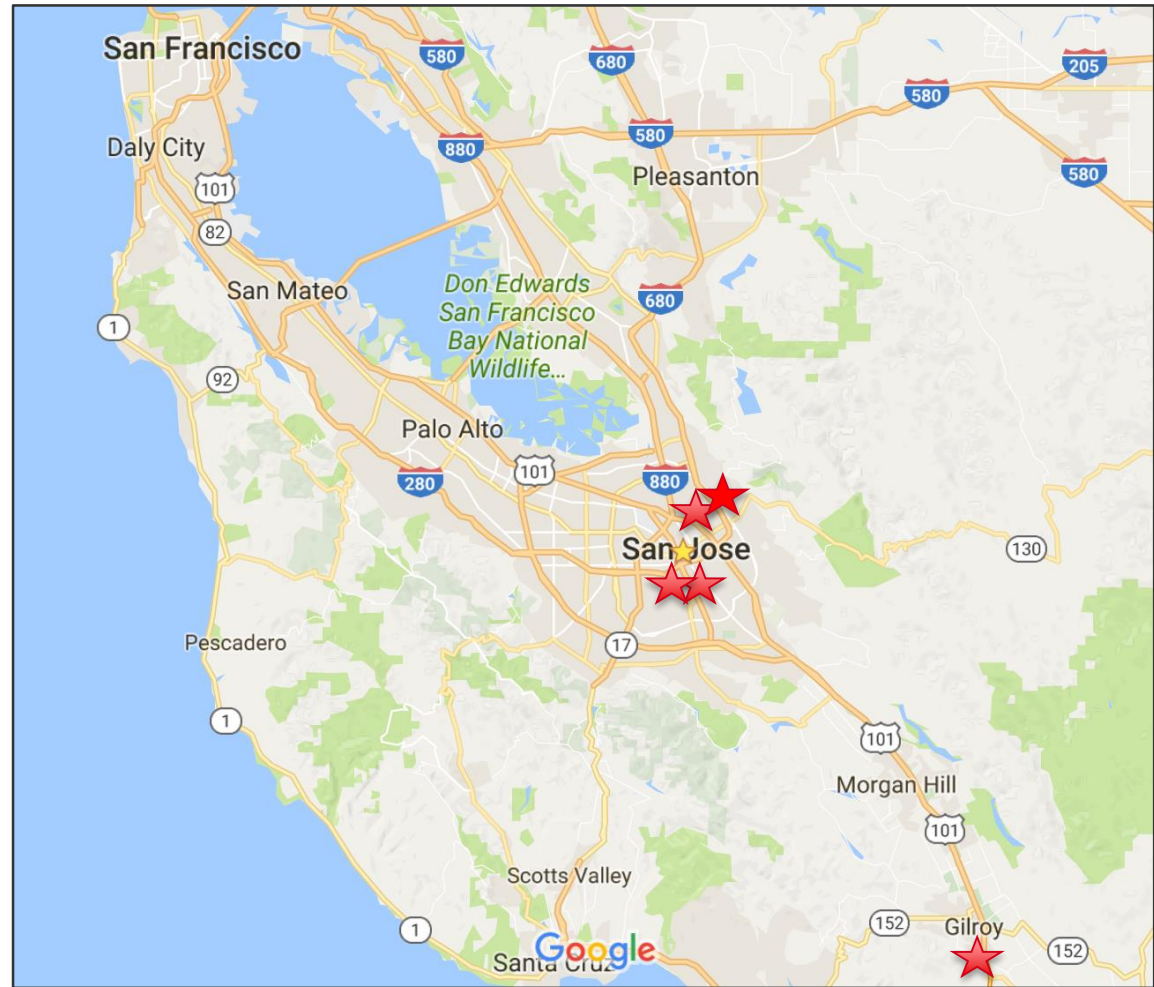 San Francisco
580
680
205
580
Daly City
880
580
Pleasanton
580
101
82
San Mateo
Don Edwards
San Francisco
Bay National
Wildlife...
680
1
92
Palo Alto
101
280
880
San Jose
130
Pescadero
17
1
101
Morgan Hill
101
Scotts Valley
1
152
Gilroy
152
Google
Santa Cruz